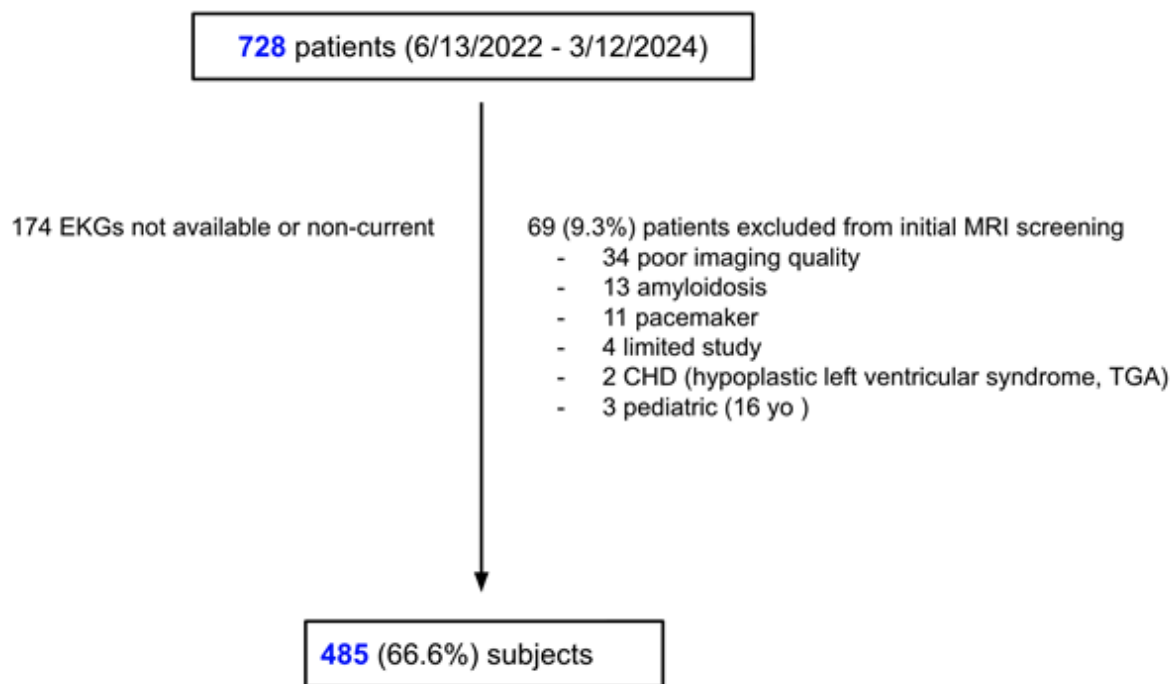 728 patients (6/13/2022 - 3/12/2024)
174 EKGs not available or non-current
69 (9.3%) patients excluded from initial MRI screening
- 34 poor imaging quality
- 13 amyloidosis
- 11 pacemaker
- 4 limited study
- 2 CHD (hypoplastic left ventricular syndrome, TGA)
- 3 pediatric (16 yo )
485 (66.6%) subjects